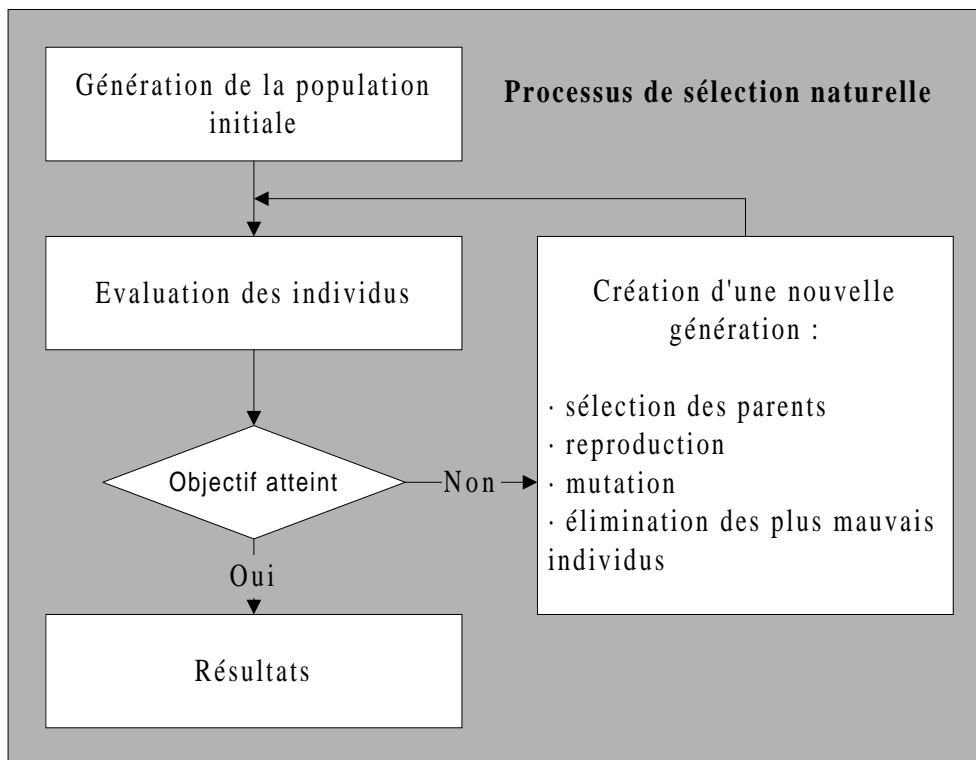 Génération de la population
initiale
Processus de sélection naturelle
Evaluation des individus
Création d'une nouvelle
génération :
· sélection des parents
· reproduction
· mutation
· élimination des plus mauvais
individus
Objectif atteint
Non
Oui
Résultats